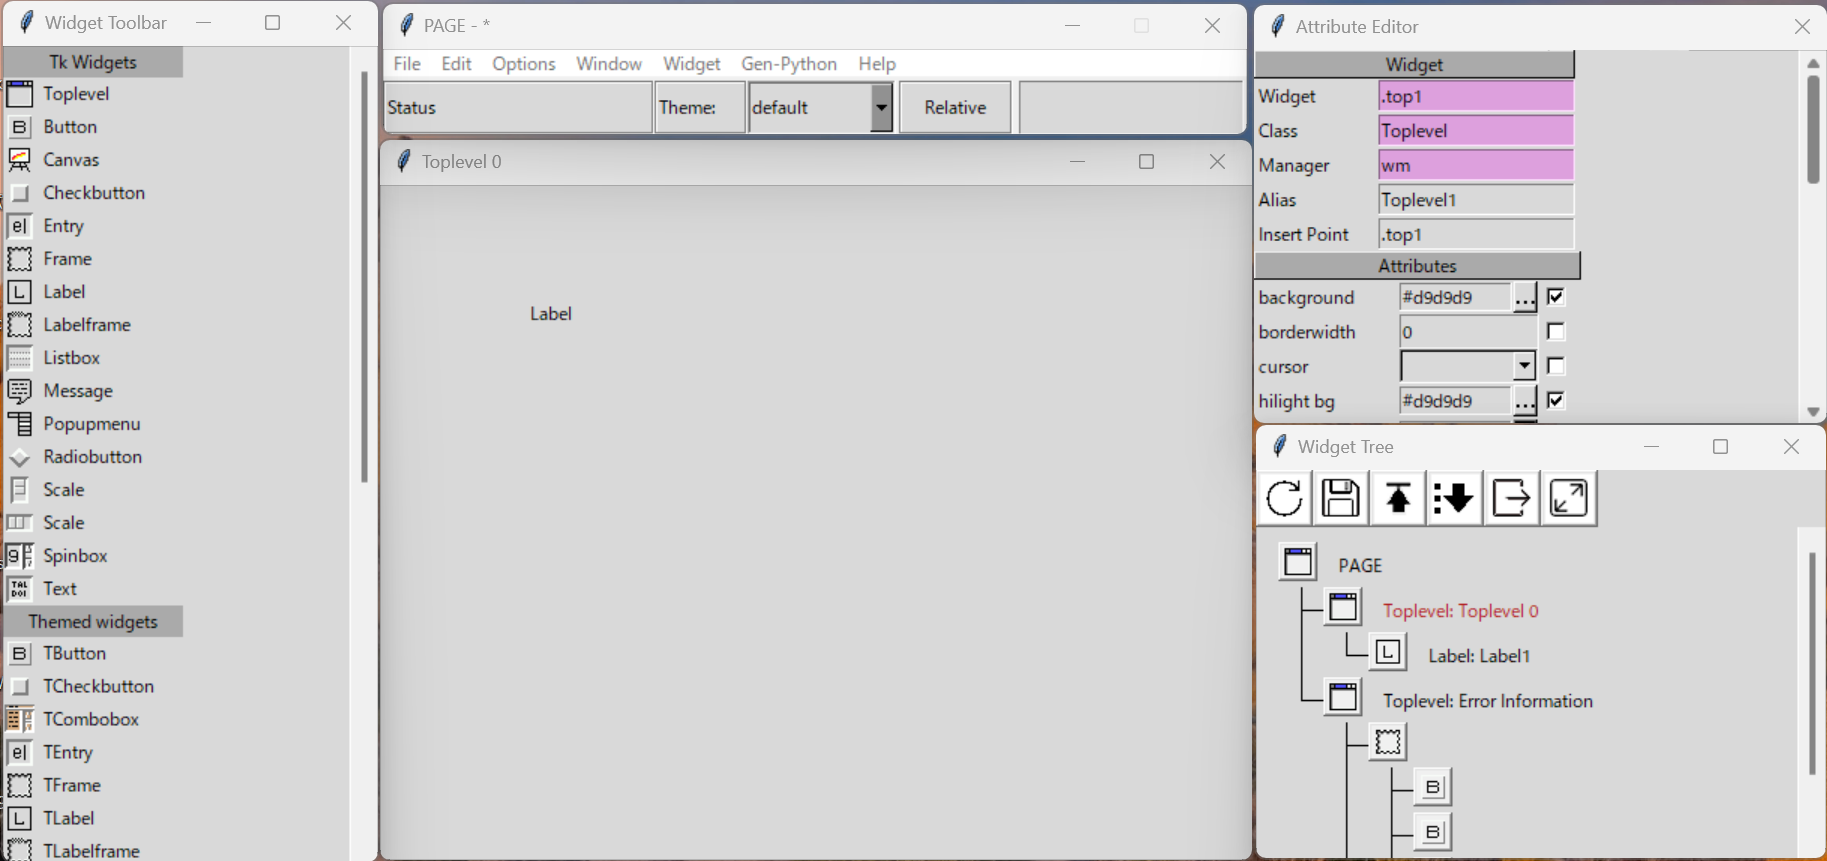 Widget Toolbar
Tk Widgets
Toplevel
Button
Canvas
Checkbutton
Entry
Frame
Label
Labelframe
Listbox
Message
Popupmenu
Radiobutton
Scale
Scale
Spinbox
Text
Themed widgets
TButton
TCheckbutton
TCombobox
TEntry
TFrame
TLabel
TLabelframe
PAGE - *
File Edit Options Window Widget Gen-Python Help
Status Theme: default Relative
Toplevel 0
Label
Attribute Editor
Widget
Widget .top1
Class Toplevel
Manager wm
Alias Toplevel1
Insert Point .top1
Attributes
background #d9d9d9 ...
borderwidth 0
cursor
hilight bg #d9d9d9 ...
Widget Tree
PAGE
Toplevel: Toplevel 0
L Label: Label1
Toplevel: Error Information
B
B